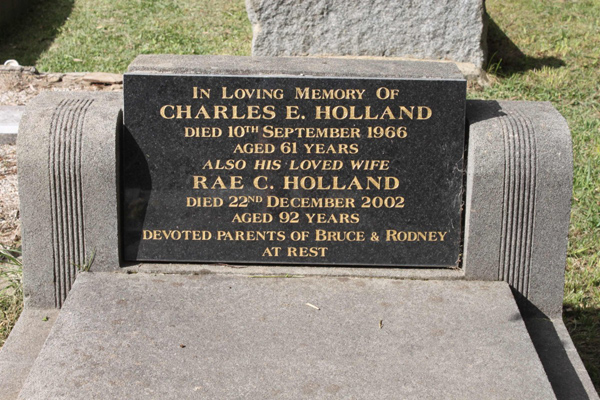 In Loving Memory Of
CHARLES E. HOLLAND
DIED 10TH SEPTEMBER 1966
AGED 61 YEARS
ALSO HIS LOVED WIFE
RAE C. HOLLAND
DIED 22ND DECEMBER 2002
AGED 92 YEARS
DEVOTED PARENTS OF BRUCE & RODNEY
AT REST